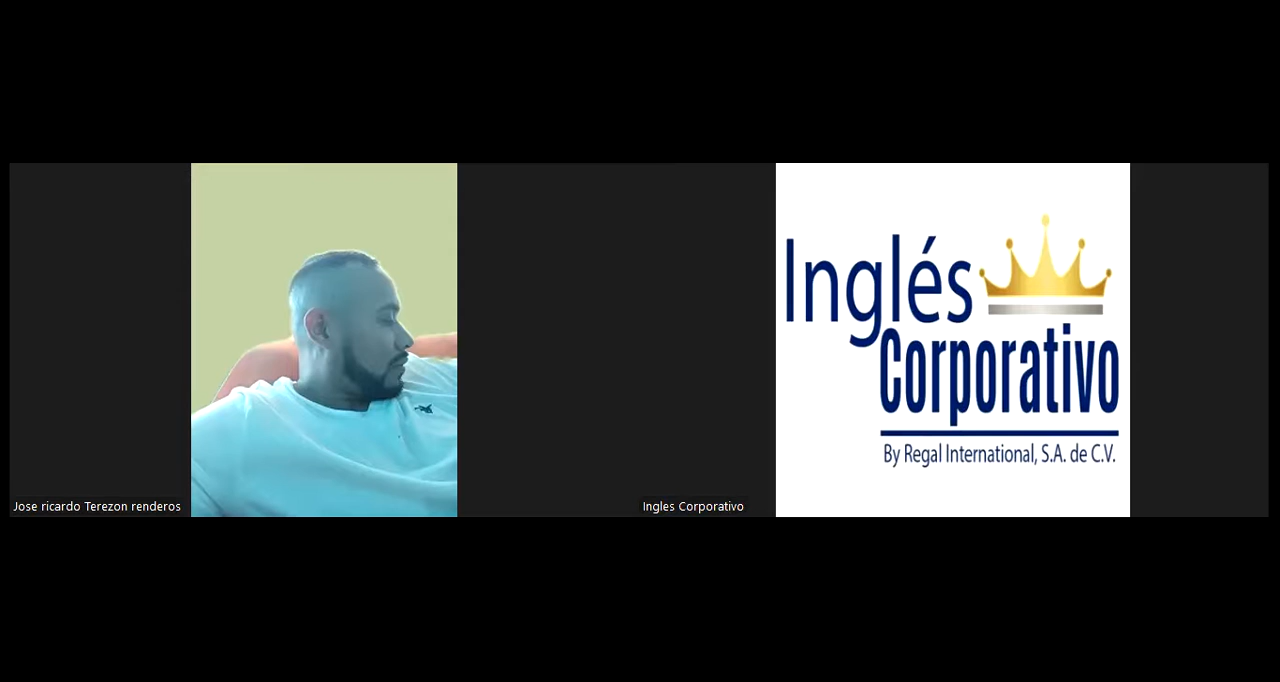 Inglés
Corporativo
By Regal International, S.A. de C.V.
Jose ricardo Terezon renderos
Ingles Corporativo